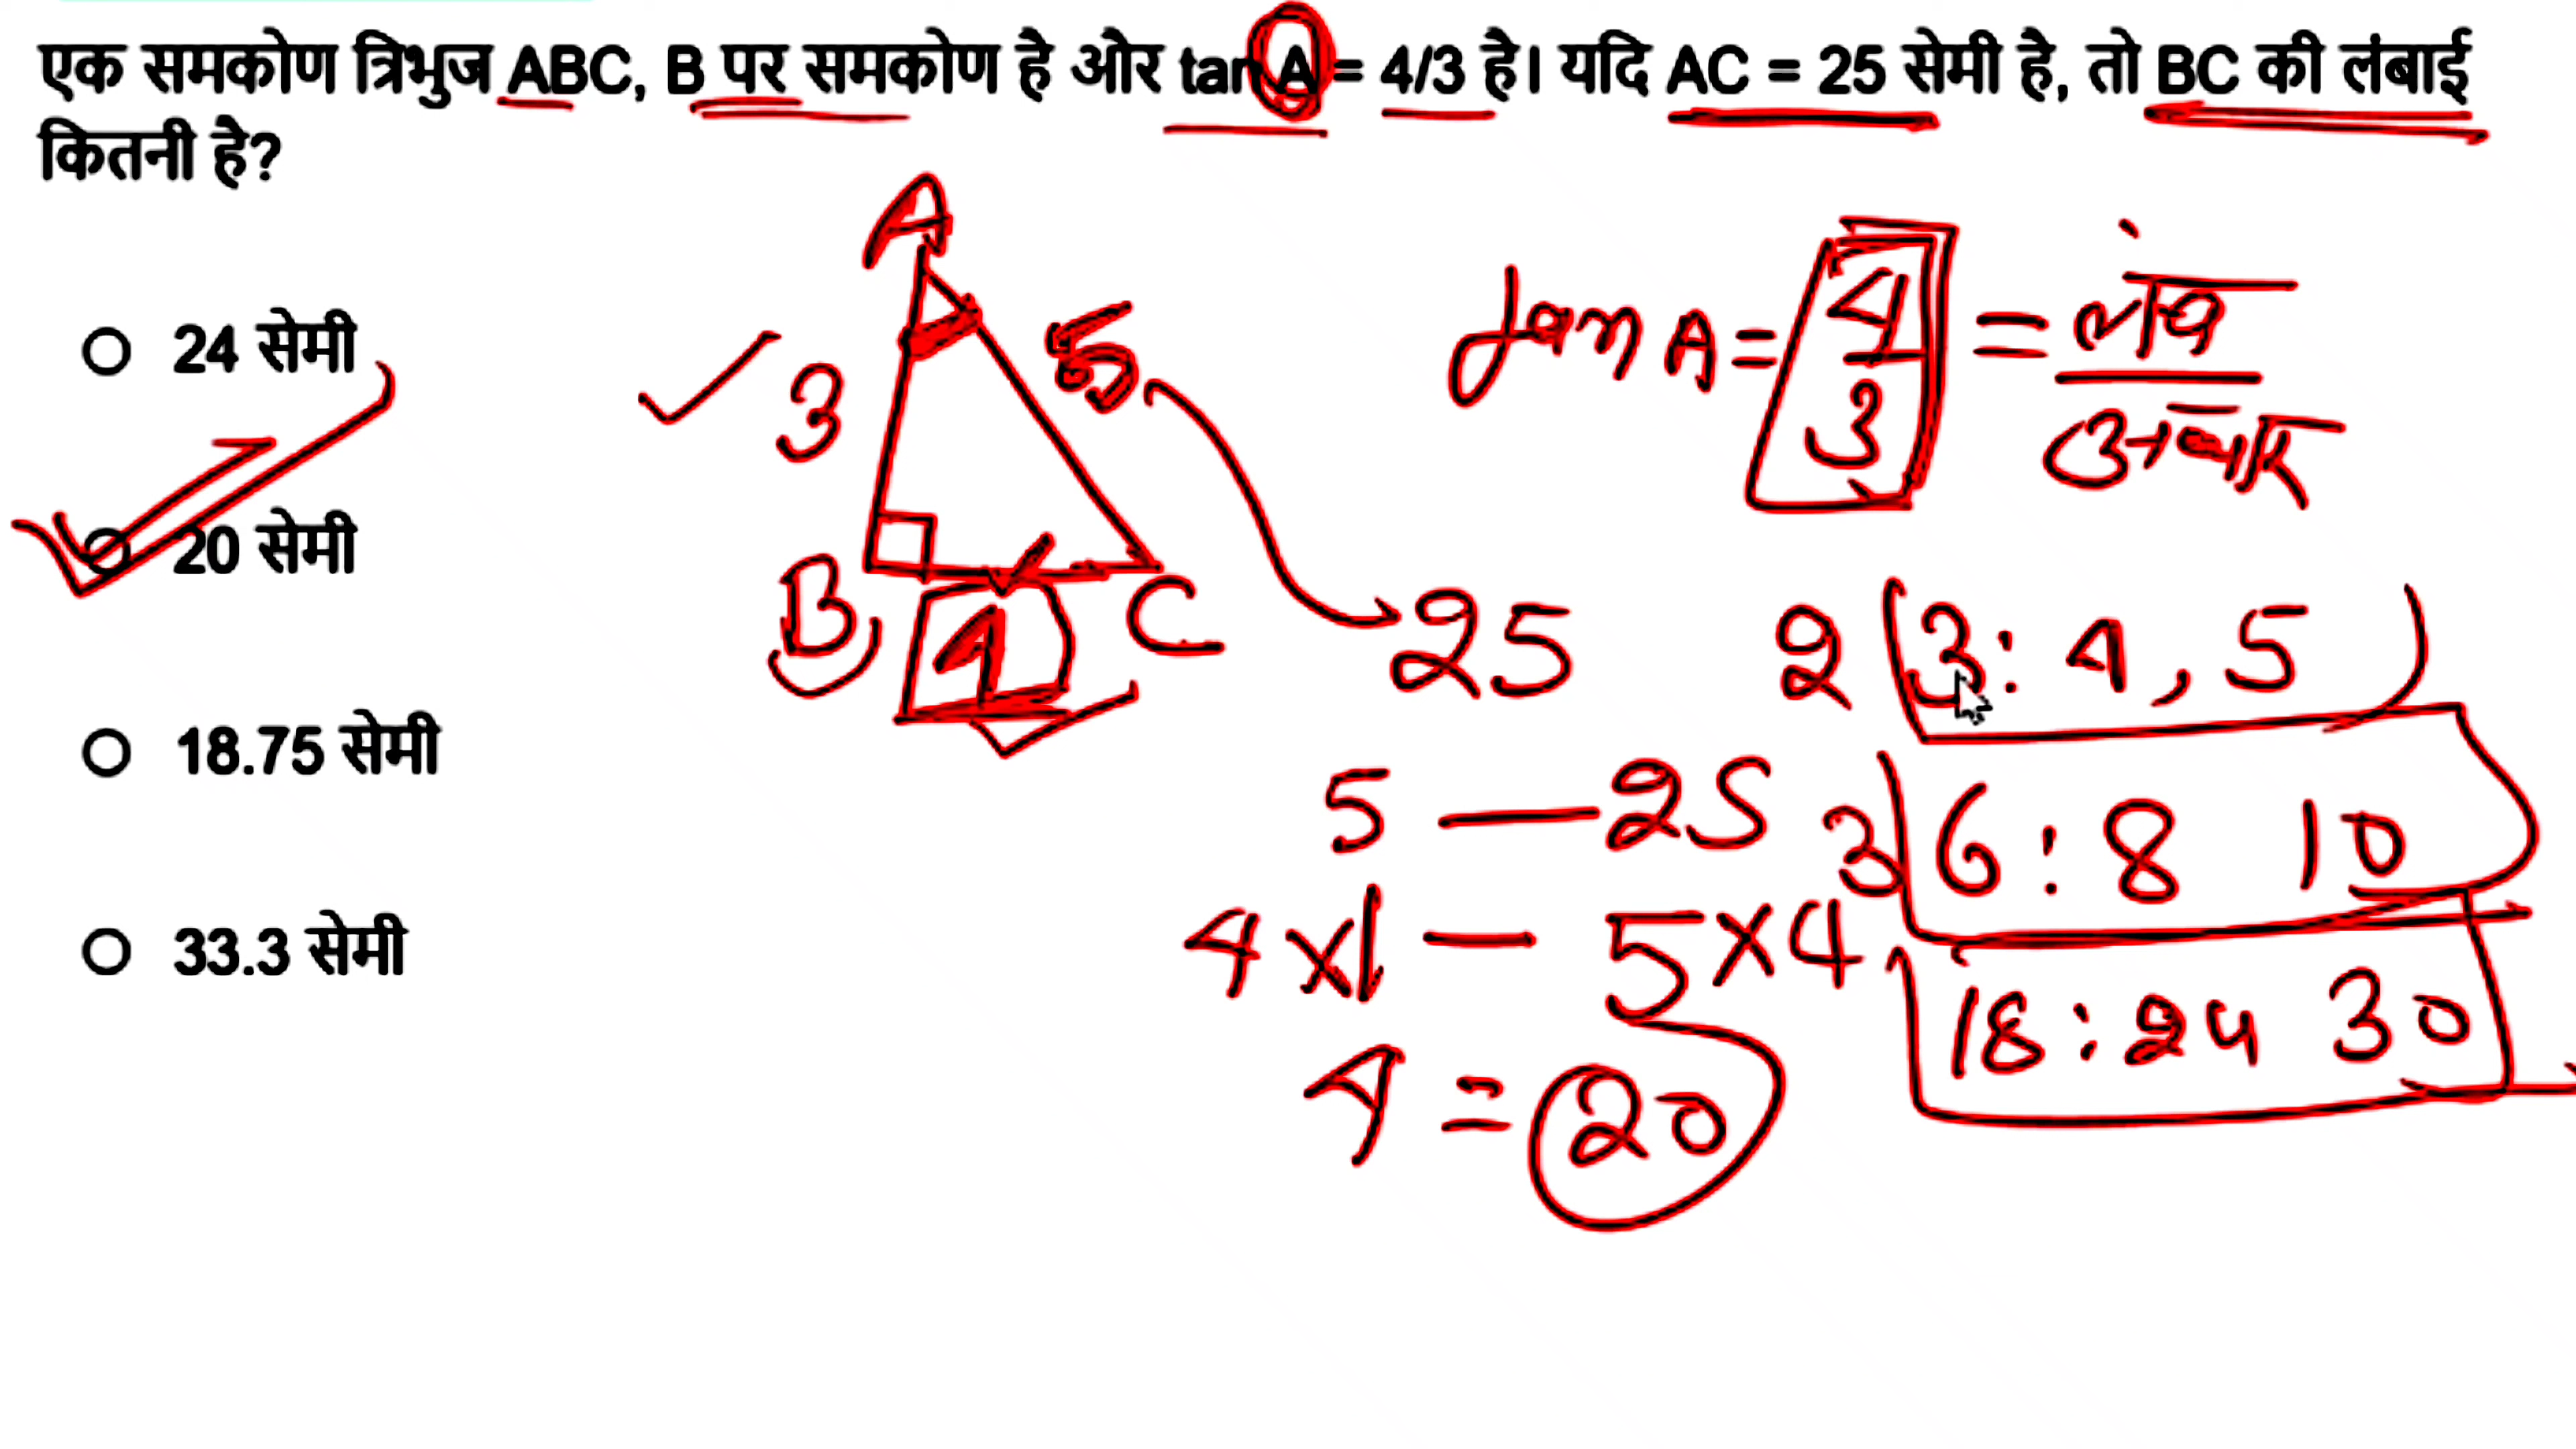 एक समकोण त्रिभुज ABC, B पर समकोण है और tan A = 4/3 है। यदि AC = 25 सेमी है, तो BC की लंबाई
कितनी है?
24 सेमी
20 सेमी
18.75 सेमी
33.3 सेमी
A
3
5
B
4
C
tan A = 4/3 = लंब/आधार
25
2 3 : 4 , 5
5 — 25
3 6 : 8 10
4 x 1 — 5 x 4
18 : 24 30
4 = 20